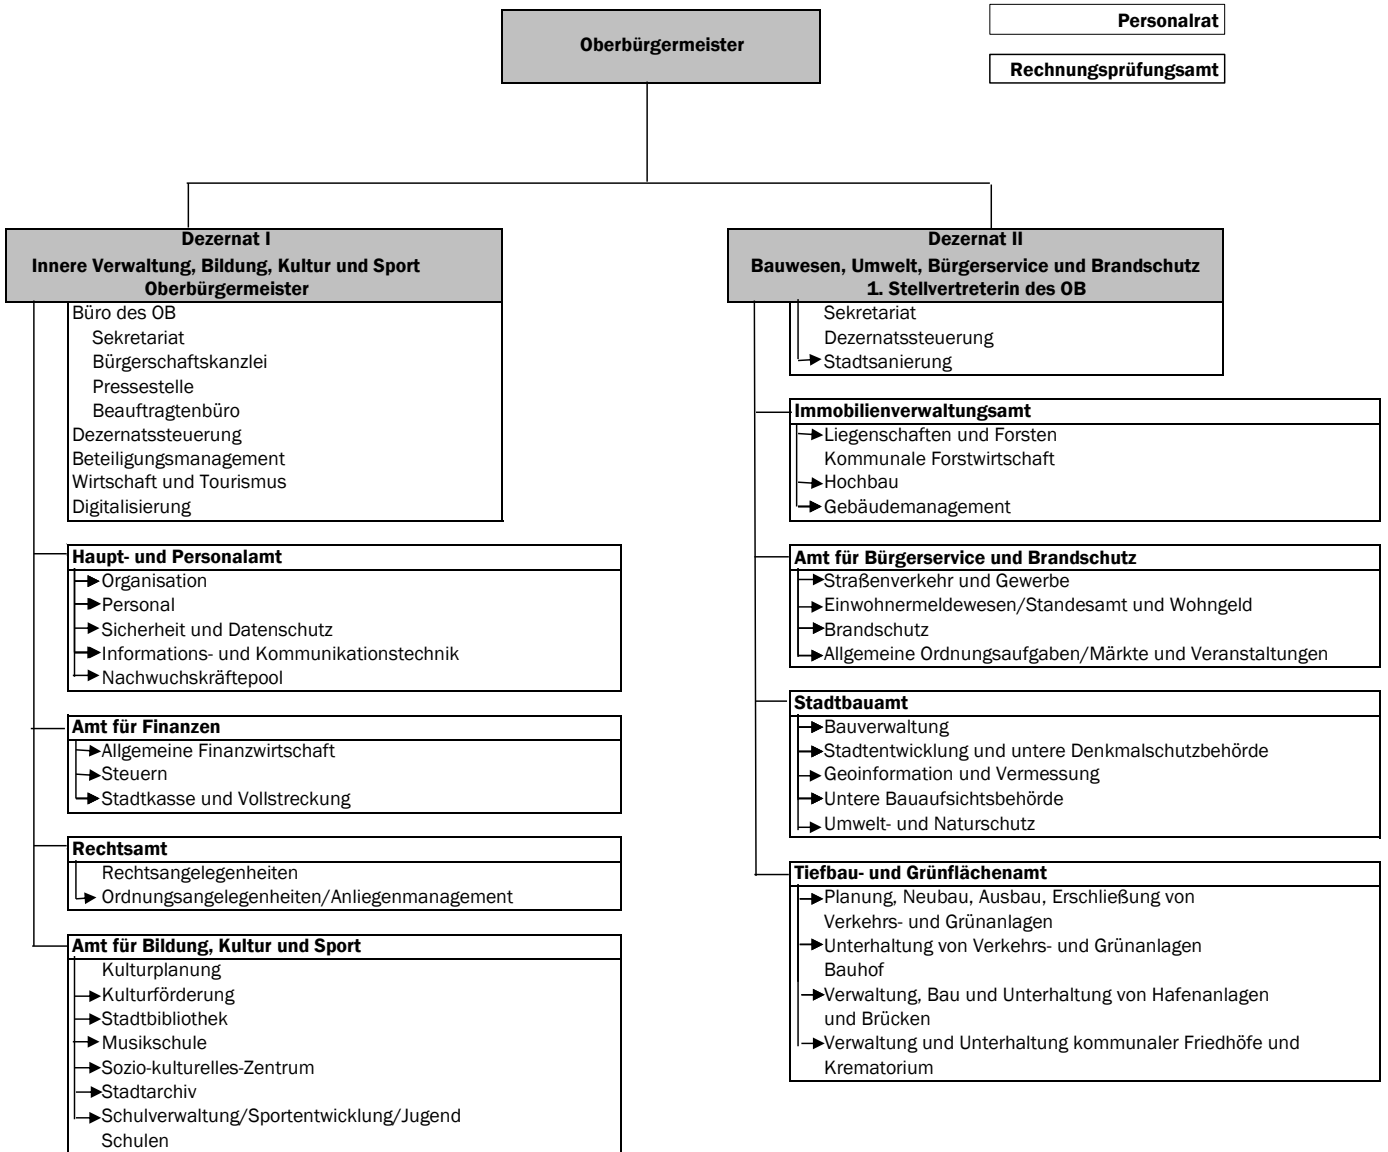 Oberbürgermeister
Personalrat
Rechnungsprüfungsamt
Dezernat I
Innere Verwaltung, Bildung, Kultur und Sport
Oberbürgermeister
Büro des OB
Sekretariat
Bürgerschaftskanzlei
Pressestelle
Beauftragtenbüro
Dezernatssteuerung
Beteiligungsmanagement
Wirtschaft und Tourismus
Digitalisierung
Haupt- und Personalamt
Organisation
Personal
Sicherheit und Datenschutz
Informations- und Kommunikationstechnik
Nachwuchskräftepool
Amt für Finanzen
Allgemeine Finanzwirtschaft
Steuern
Stadtkasse und Vollstreckung
Rechtsamt
Rechtsangelegenheiten
Ordnungsangelegenheiten/Anliegenmanagement
Amt für Bildung, Kultur und Sport
Kulturplanung
Kulturförderung
Stadtbibliothek
Musikschule
Sozio-kulturelles-Zentrum
Stadtarchiv
Schulverwaltung/Sportentwicklung/Jugend
Schulen
Dezernat II
Bauwesen, Umwelt, Bürgerservice und Brandschutz
1. Stellvertreterin des OB
Sekretariat
Dezernatssteuerung
Stadtsanierung
Immobilienverwaltungsamt
Liegenschaften und Forsten
Kommunale Forstwirtschaft
Hochbau
Gebäudemanagement
Amt für Bürgerservice und Brandschutz
Straßenverkehr und Gewerbe
Einwohnermeldewesen/Standesamt und Wohngeld
Brandschutz
Allgemeine Ordnungsaufgaben/Märkte und Veranstaltungen
Stadtbauamt
Bauverwaltung
Stadtentwicklung und untere Denkmalschutzbehörde
Geoinformation und Vermessung
Untere Bauaufsichtsbehörde
Umwelt- und Naturschutz
Tiefbau- und Grünflächenamt
Planung, Neubau, Ausbau, Erschließung von
Verkehrs- und Grünanlagen
Unterhaltung von Verkehrs- und Grünanlagen
Bauhof
Verwaltung, Bau und Unterhaltung von Hafenanlagen
und Brücken
Verwaltung und Unterhaltung kommunaler Friedhöfe und
Krematorium